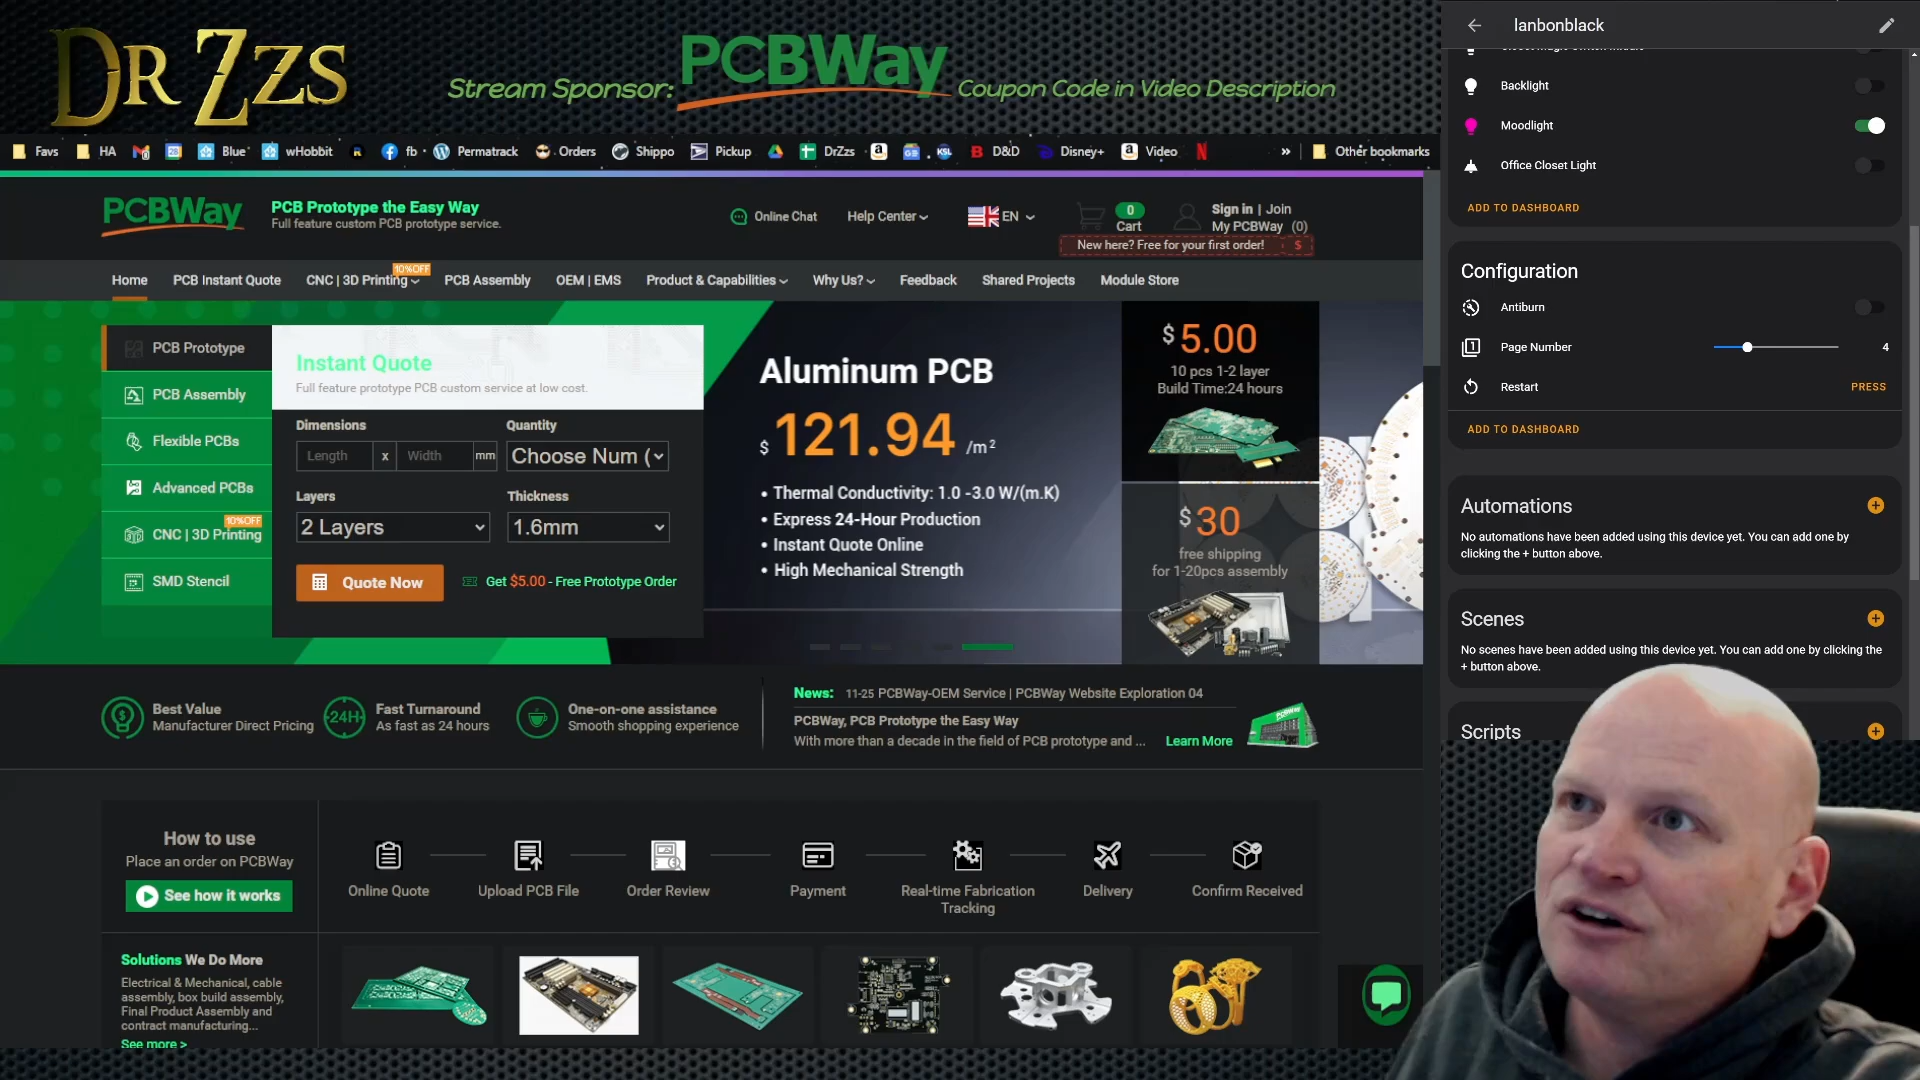 DR ZZS
Stream Sponsor: PCBWay Coupon Code in Video Description
Favs
HA
Blue
wHobbit
fb
Permatrack
Orders
Shippo
Pickup
DrZzs
D&D
Disney+
Video
»
Other bookmarks
PCBWay
PCB Prototype the Easy Way
Full feature custom PCB prototype service.
Online Chat
Help Center
EN
0
Cart
Sign in | Join
My PCBWay (0)
New here? Free for your first order! $
Home
PCB Instant Quote
CNC | 3D Printing
10%OFF
PCB Assembly
OEM | EMS
Product & Capabilities
Why Us?
Feedback
Shared Projects
Module Store
PCB Prototype
PCB Assembly
Flexible PCBs
Advanced PCBs
10%OFF
CNC | 3D Printing
SMD Stencil
Instant Quote
Full feature prototype PCB custom service at low cost.
Dimensions
Quantity
Length x Width mm
Choose Num (
Layers
Thickness
2 Layers
1.6mm
Quote Now
Get $5.00 - Free Prototype Order
Aluminum PCB
$ 121.94 /m²
• Thermal Conductivity: 1.0 -3.0 W/(m.K)
• Express 24-Hour Production
• Instant Quote Online
• High Mechanical Strength
$ 5.00
10 pcs 1-2 layer
Build Time:24 hours
$ 30
free shipping
for 1-20pcs assembly
Best Value
Manufacturer Direct Pricing
24H
Fast Turnaround
As fast as 24 hours
One-on-one assistance
Smooth shopping experience
News: 11-25 PCBWay-OEM Service | PCBWay Website Exploration 04
PCBWay, PCB Prototype the Easy Way
With more than a decade in the field of PCB prototype and ...
Learn More
How to use
Place an order on PCBWay
See how it works
Online Quote
Upload PCB File
Order Review
Payment
Real-time Fabrication
Tracking
Delivery
Confirm Received
Solutions We Do More
Electrical & Mechanical, cable
assembly, box build assembly,
Final Product Assembly and
contract manufacturing...
See more >
lanbonblack
Backlight
Moodlight
Office Closet Light
ADD TO DASHBOARD
Configuration
Antiburn
Page Number
4
Restart
PRESS
ADD TO DASHBOARD
Automations
No automations have been added using this device yet. You can add one by
clicking the + button above.
Scenes
No scenes have been added using this device yet. You can add one by clicking the
+ button above.
Scripts